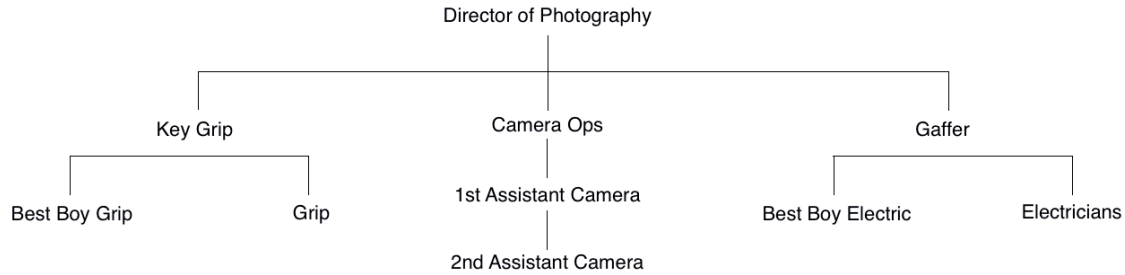 Director of Photography
Key Grip
Camera Ops
Gaffer
Best Boy Grip
Grip
1st Assistant Camera
Best Boy Electric
Electricians
2nd Assistant Camera